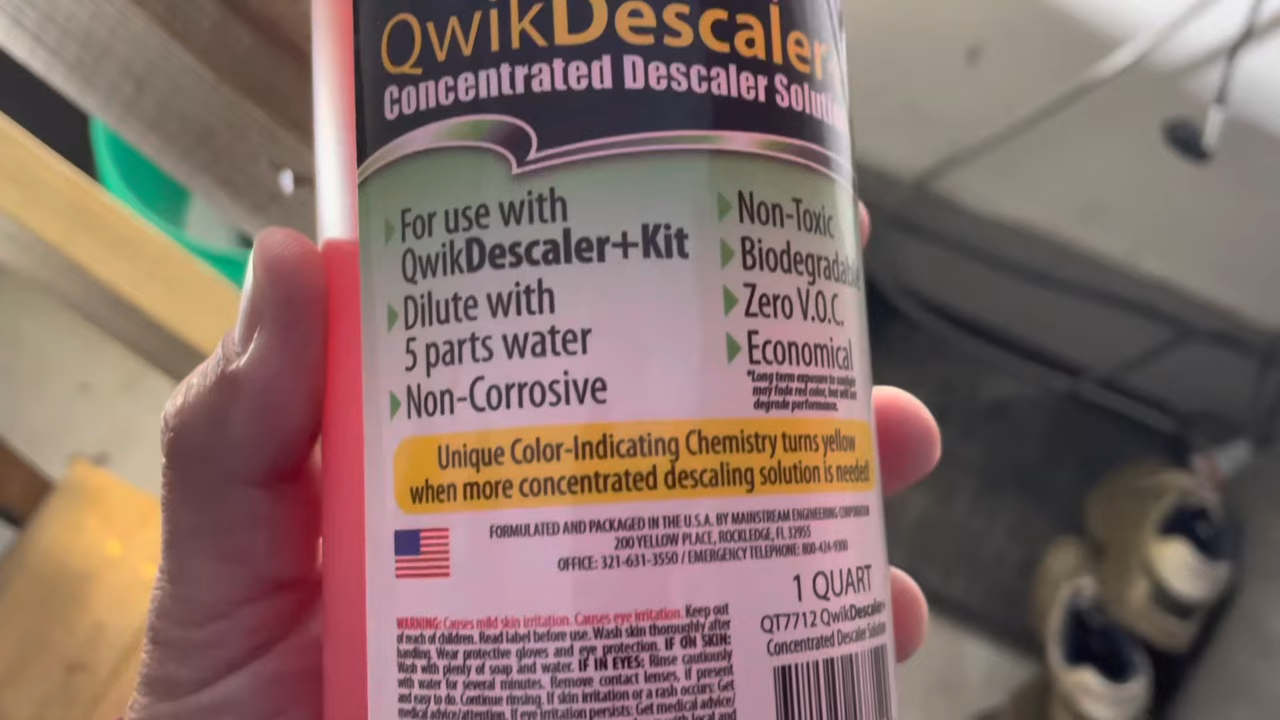 QwikDescaler
Concentrated Descaler Solut
For use with
QwikDescaler+Kit
Dilute with
5 parts water
Non-Corrosive
Non-Toxic
Biodegradab
Zero V.O.C.
Economical
*Long term exposure to sunlight
may fade red color, but will not
degrade performance.
Unique Color-Indicating Chemistry turns yellow
when more concentrated descaling solution is needed
FORMULATED AND PACKAGED IN THE U.S.A. BY MAINSTREAM ENGINEERING CORPORATION
200 YELLOW PLACE, ROCKLEDGE, FL 32955
OFFICE: 321-631-3550 / EMERGENCY TELEPHONE: 800-424-9300
1 QUART
QT7712 QwikDescaler+
Concentrated Descaler Solution
WARNING: Causes mild skin irritation. Causes eye irritation. Keep out
of reach of children. Read label before use. Wash skin thoroughly after
handling. Wear protective gloves and eye protection. IF ON SKIN:
Wash with plenty of soap and water. IF IN EYES: Rinse cautiously
with water for several minutes. Remove contact lenses, if present
and easy to do. Continue rinsing. If skin irritation or a rash occurs: Get
medical advice/attention. If eye irritation persists: Get medical advice/
with local and